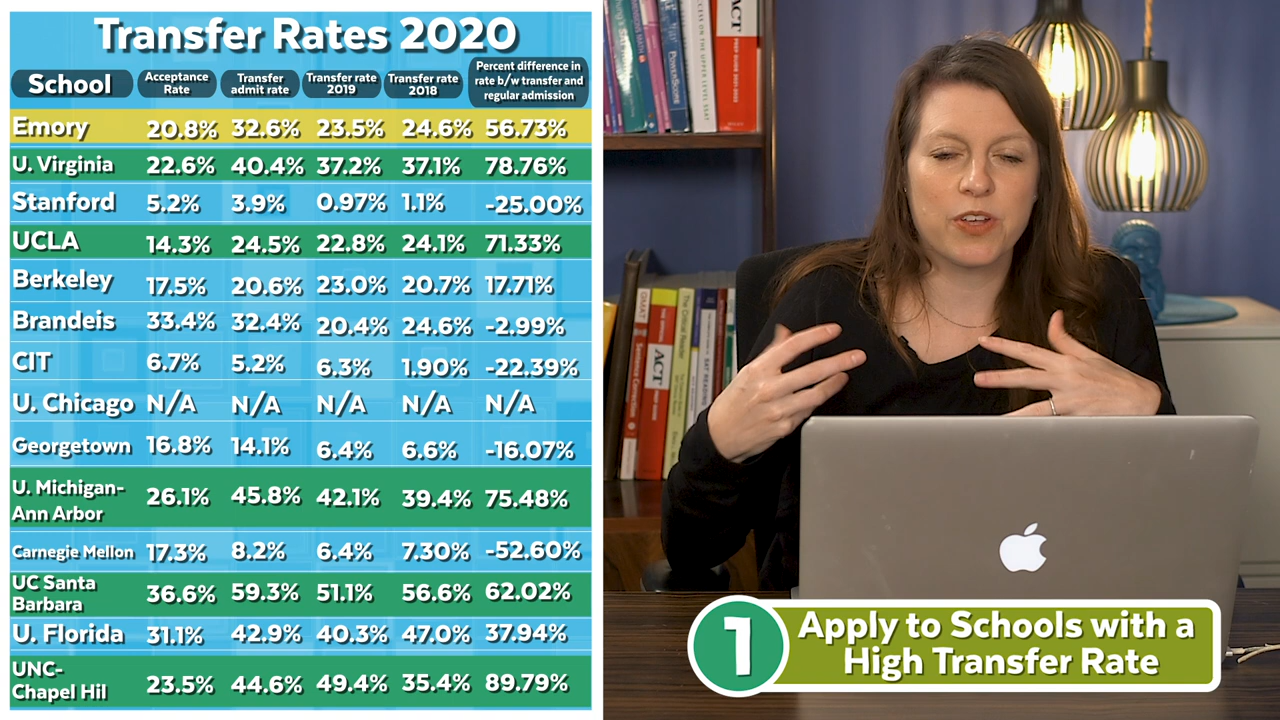 Transfer Rates 2020
School
Acceptance Rate
Transfer admit rate
Transfer rate 2019
Transfer rate 2018
Percent difference in rate b/w transfer and regular admission
Emory 20.8% 32.6% 23.5% 24.6% 56.73%
U. Virginia 22.6% 40.4% 37.2% 37.1% 78.76%
Stanford 5.2% 3.9% 0.97% 1.1% -25.00%
UCLA 14.3% 24.5% 22.8% 24.1% 71.33%
Berkeley 17.5% 20.6% 23.0% 20.7% 17.71%
Brandeis 33.4% 32.4% 20.4% 24.6% -2.99%
CIT 6.7% 5.2% 6.3% 1.90% -22.39%
U. Chicago N/A N/A N/A N/A N/A
Georgetown 16.8% 14.1% 6.4% 6.6% -16.07%
U. Michigan-
Ann Arbor 26.1% 45.8% 42.1% 39.4% 75.48%
Carnegie Mellon 17.3% 8.2% 6.4% 7.30% -52.60%
UC Santa
Barbara 36.6% 59.3% 51.1% 56.6% 62.02%
U. Florida 31.1% 42.9% 40.3% 47.0% 37.94%
UNC-
Chapel Hil 23.5% 44.6% 49.4% 35.4% 89.79%
ACT
ACT
1
Apply to Schools with a
High Transfer Rate